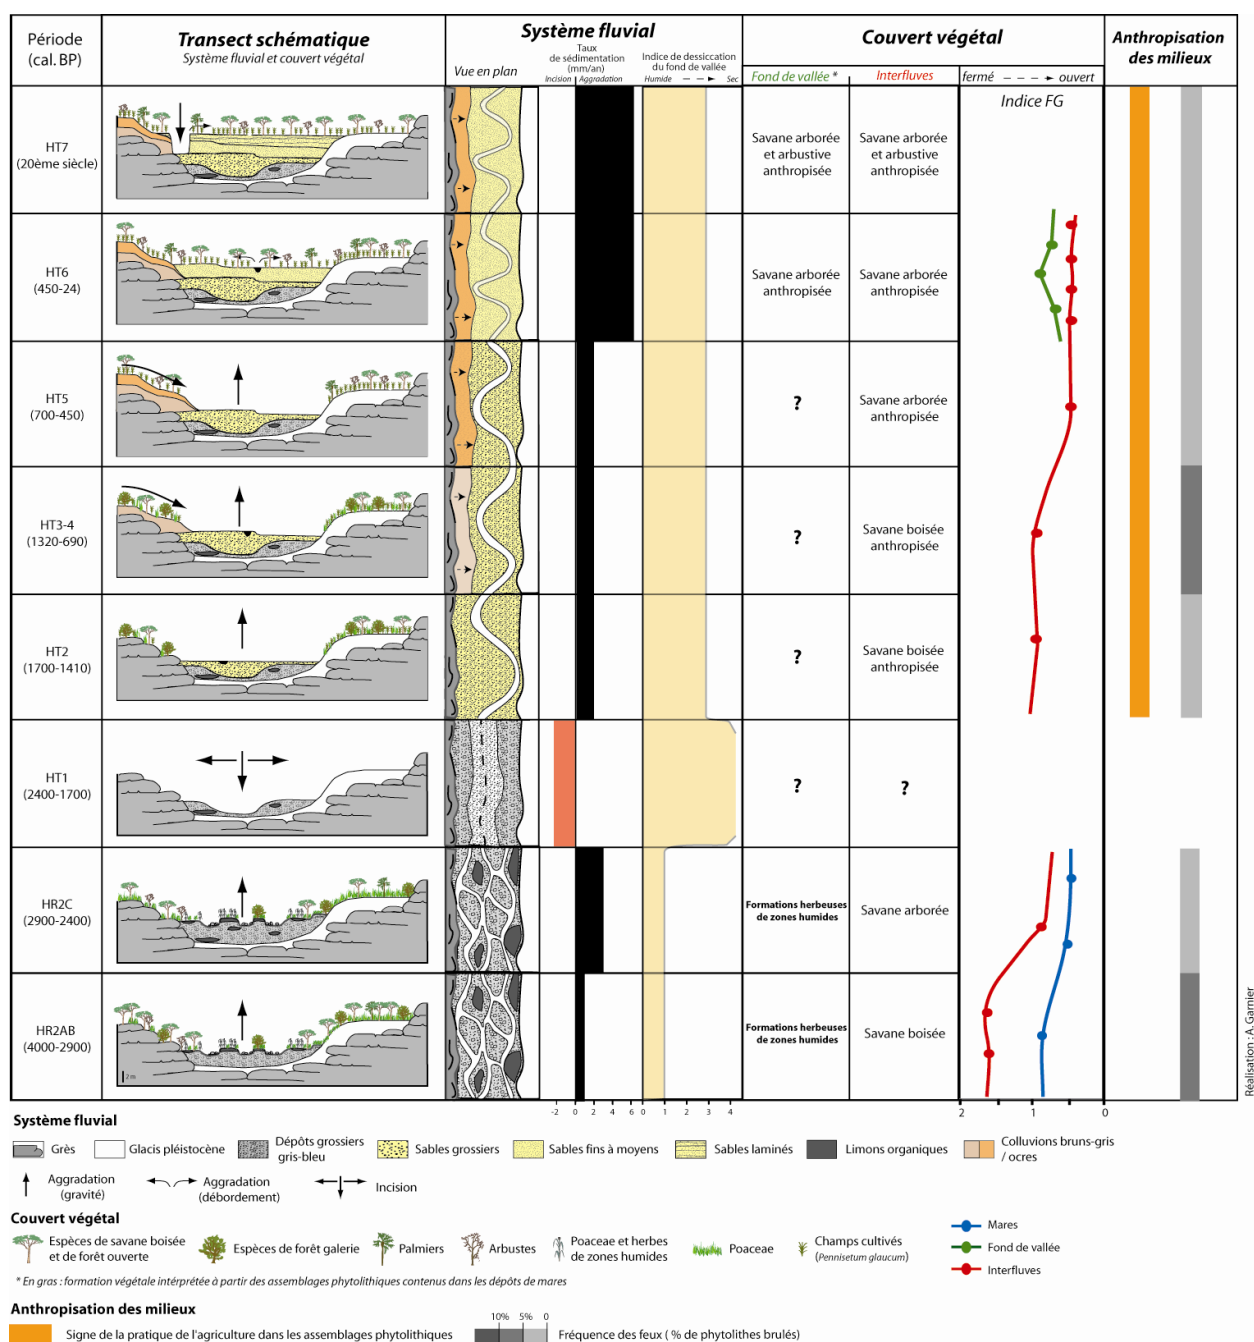 Période
(cal. BP)
Transect schématique
Système fluvial et couvert végétal
Système fluvial
Vue en plan
Taux
de sédimentation
(mm/an)
Incision Aggradation
Indice de dessiccation
du fond de vallée
Humide Sec
Couvert végétal
Fond de vallée *
Interfluves
fermé ouvert
Anthropisation
des milieux
Indice FG
HT7
(20ème siècle)
Savane arborée
et arbustive
anthropisée
Savane arborée
et arbustive
anthropisée
HT6
(450-24)
Savane arborée
anthropisée
Savane arborée
anthropisée
HT5
(700-450)
?
Savane arborée
anthropisée
HT3-4
(1320-690)
?
Savane boisée
anthropisée
HT2
(1700-1410)
?
Savane boisée
anthropisée
HT1
(2400-1700)
?
?
HR2C
(2900-2400)
Formations herbeuses
de zones humides
Savane arborée
HR2AB
(4000-2900)
2 m
Formations herbeuses
de zones humides
Savane boisée
-2 0 2 4 6 0 1 2 3 4
2 1 0
Réalisation : A. Garnier
Système fluvial
Grès
Glacis pléistocène
Dépôts grossiers
gris-bleu
Sables grossiers
Sables fins à moyens
Sables laminés
Limons organiques
Colluvions bruns-gris
/ ocres
Aggradation
(gravité)
Aggradation
(débordement)
Incision
Couvert végétal
Espèces de savane boisée
et de forêt ouverte
Espèces de forêt galerie
Palmiers
Arbustes
Poaceae et herbes
de zones humides
Poaceae
Champs cultivés
(Pennisetum glaucum)
Mares
Fond de vallée
Interfluves
* En gras : formation végétale intérprétée à partir des assemblages phytolithiques contenus dans les dépôts de mares
Anthropisation des milieux
Signe de la pratique de l'agriculture dans les assemblages phytolithiques
10% 5% 0
Fréquence des feux ( % de phytolithes brulés)